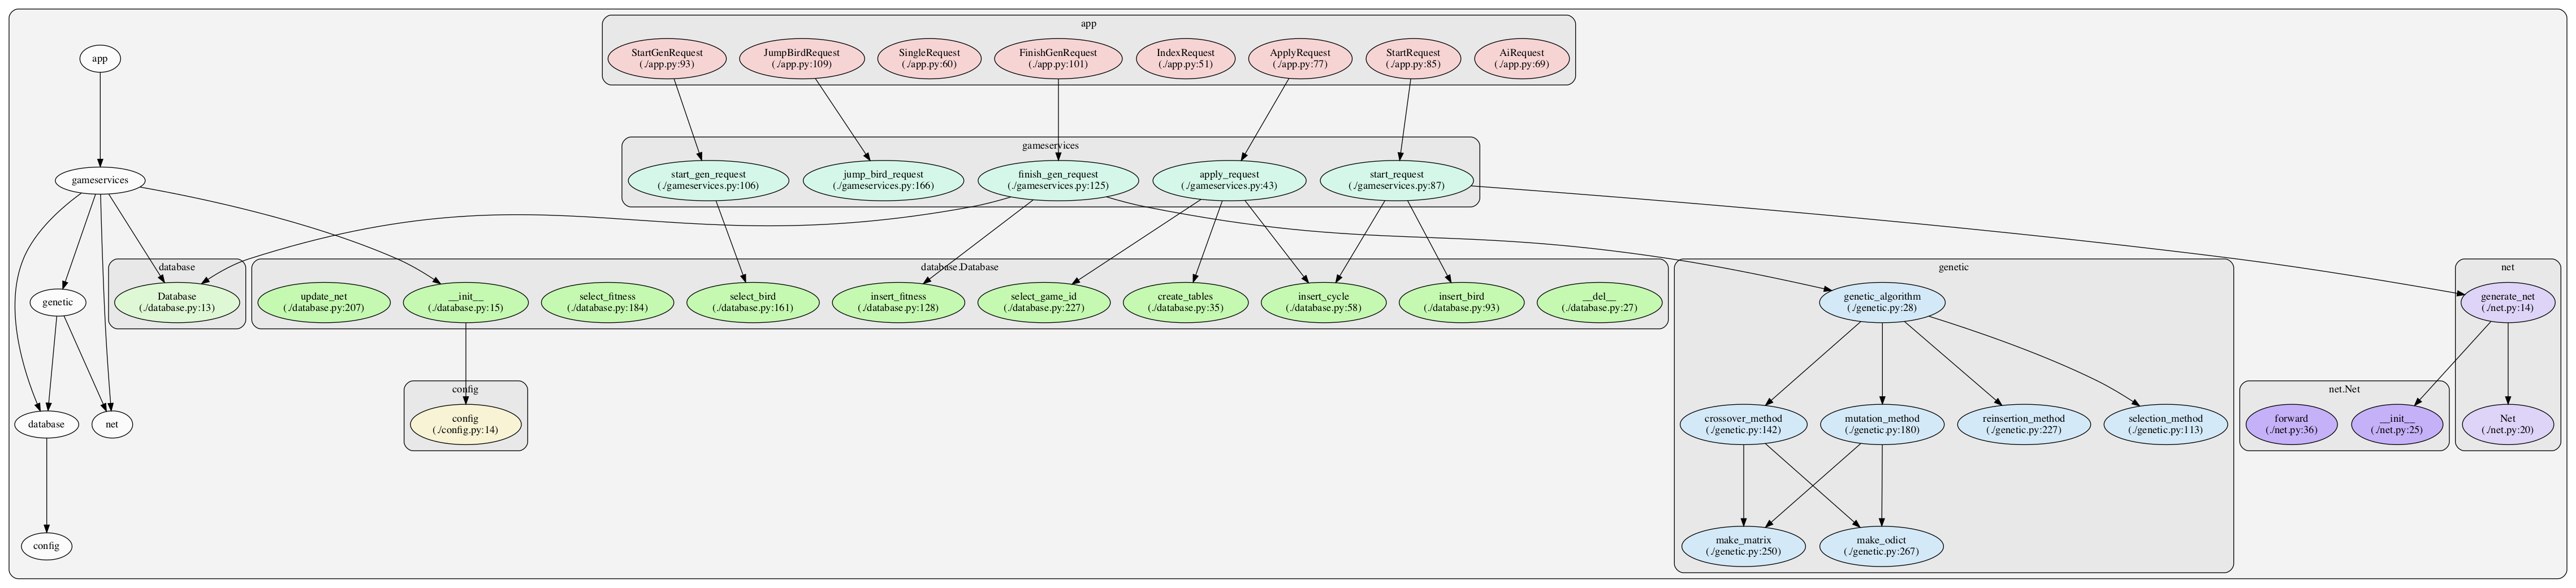 app
app
StartGenRequest
(./app.py:93)
JumpBirdRequest
(./app.py:109)
SingleRequest
(./app.py:60)
FinishGenRequest
(./app.py:101)
IndexRequest
(./app.py:51)
ApplyRequest
(./app.py:77)
StartRequest
(./app.py:85)
AiRequest
(./app.py:69)
gameservices
gameservices
start_gen_request
(./gameservices.py:106)
jump_bird_request
(./gameservices.py:166)
finish_gen_request
(./gameservices.py:125)
apply_request
(./gameservices.py:43)
start_request
(./gameservices.py:87)
genetic
database
Database
(./database.py:13)
database.Database
update_net
(./database.py:207)
__init__
(./database.py:15)
select_fitness
(./database.py:184)
select_bird
(./database.py:161)
insert_fitness
(./database.py:128)
select_game_id
(./database.py:227)
create_tables
(./database.py:35)
insert_cycle
(./database.py:58)
insert_bird
(./database.py:93)
__del__
(./database.py:27)
genetic
genetic_algorithm
(./genetic.py:28)
net
generate_net
(./net.py:14)
database
net
config
config
(./config.py:14)
crossover_method
(./genetic.py:142)
mutation_method
(./genetic.py:180)
reinsertion_method
(./genetic.py:227)
selection_method
(./genetic.py:113)
net.Net
forward
(./net.py:36)
__init__
(./net.py:25)
Net
(./net.py:20)
config
make_matrix
(./genetic.py:250)
make_odict
(./genetic.py:267)